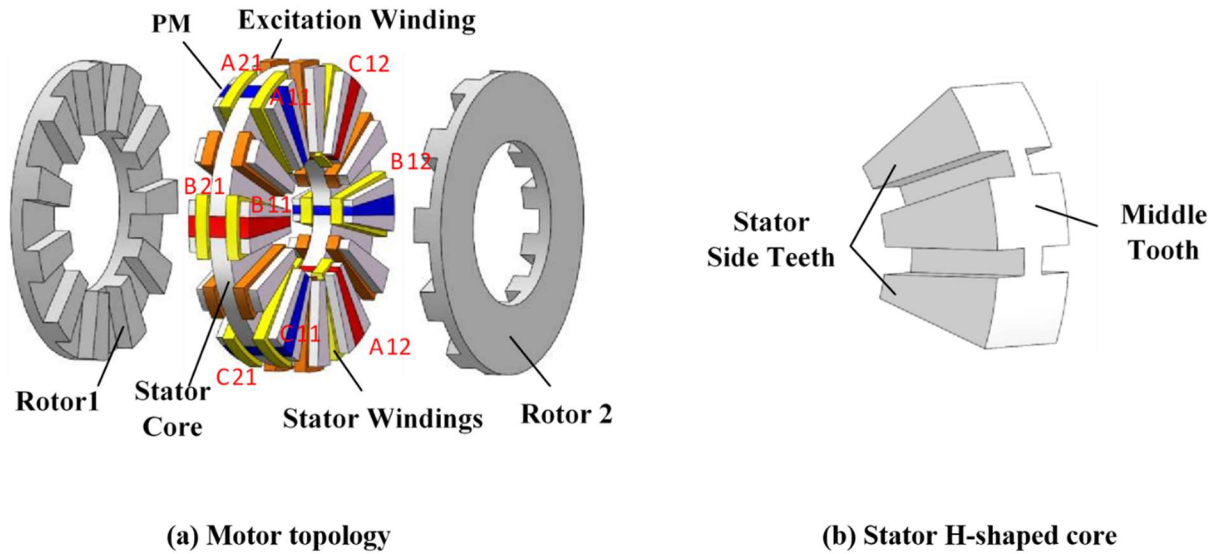 PM
Excitation Winding
A21
C12
A11
B12
B21
B11
C11
A12
C21
Rotor1
Stator
Core
Stator Windings
Rotor 2
Stator
Side Teeth
Middle
Tooth
(a) Motor topology
(b) Stator H-shaped core